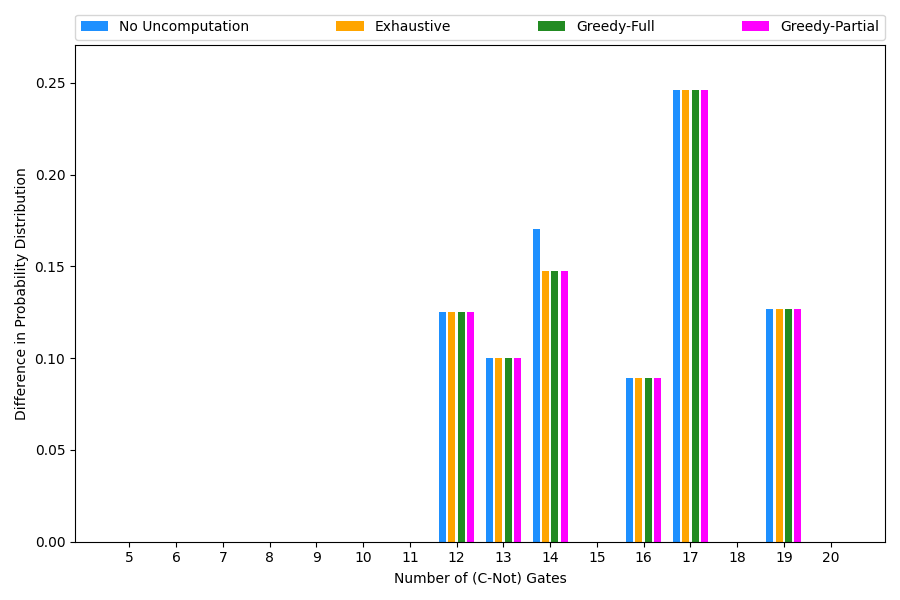 No Uncomputation Exhaustive Greedy-Full Greedy-Partial
Difference in Probability Distribution
0.25
0.20
0.15
0.10
0.05
0.00
5 6 7 8 9 10 11 12 13 14 15 16 17 18 19 20
Number of (C-Not) Gates